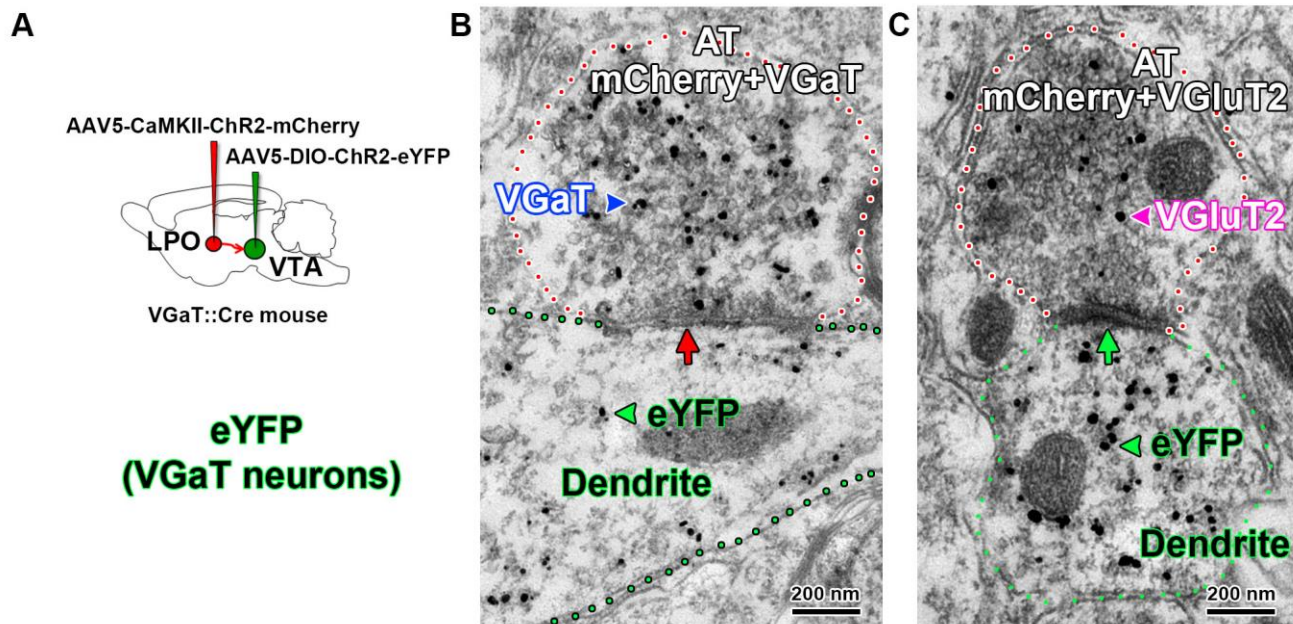 A
AAV5-CaMKII-ChR2-mCherry
AAV5-DIO-ChR2-eYFP
LPO
VTA
VGaT::Cre mouse
eYFP
(VGaT neurons)
B
AT
mCherry+VGaT
VGaT
eYFP
Dendrite
200 nm
C
AT
mCherry+VGluT2
VGluT2
eYFP
Dendrite
200 nm